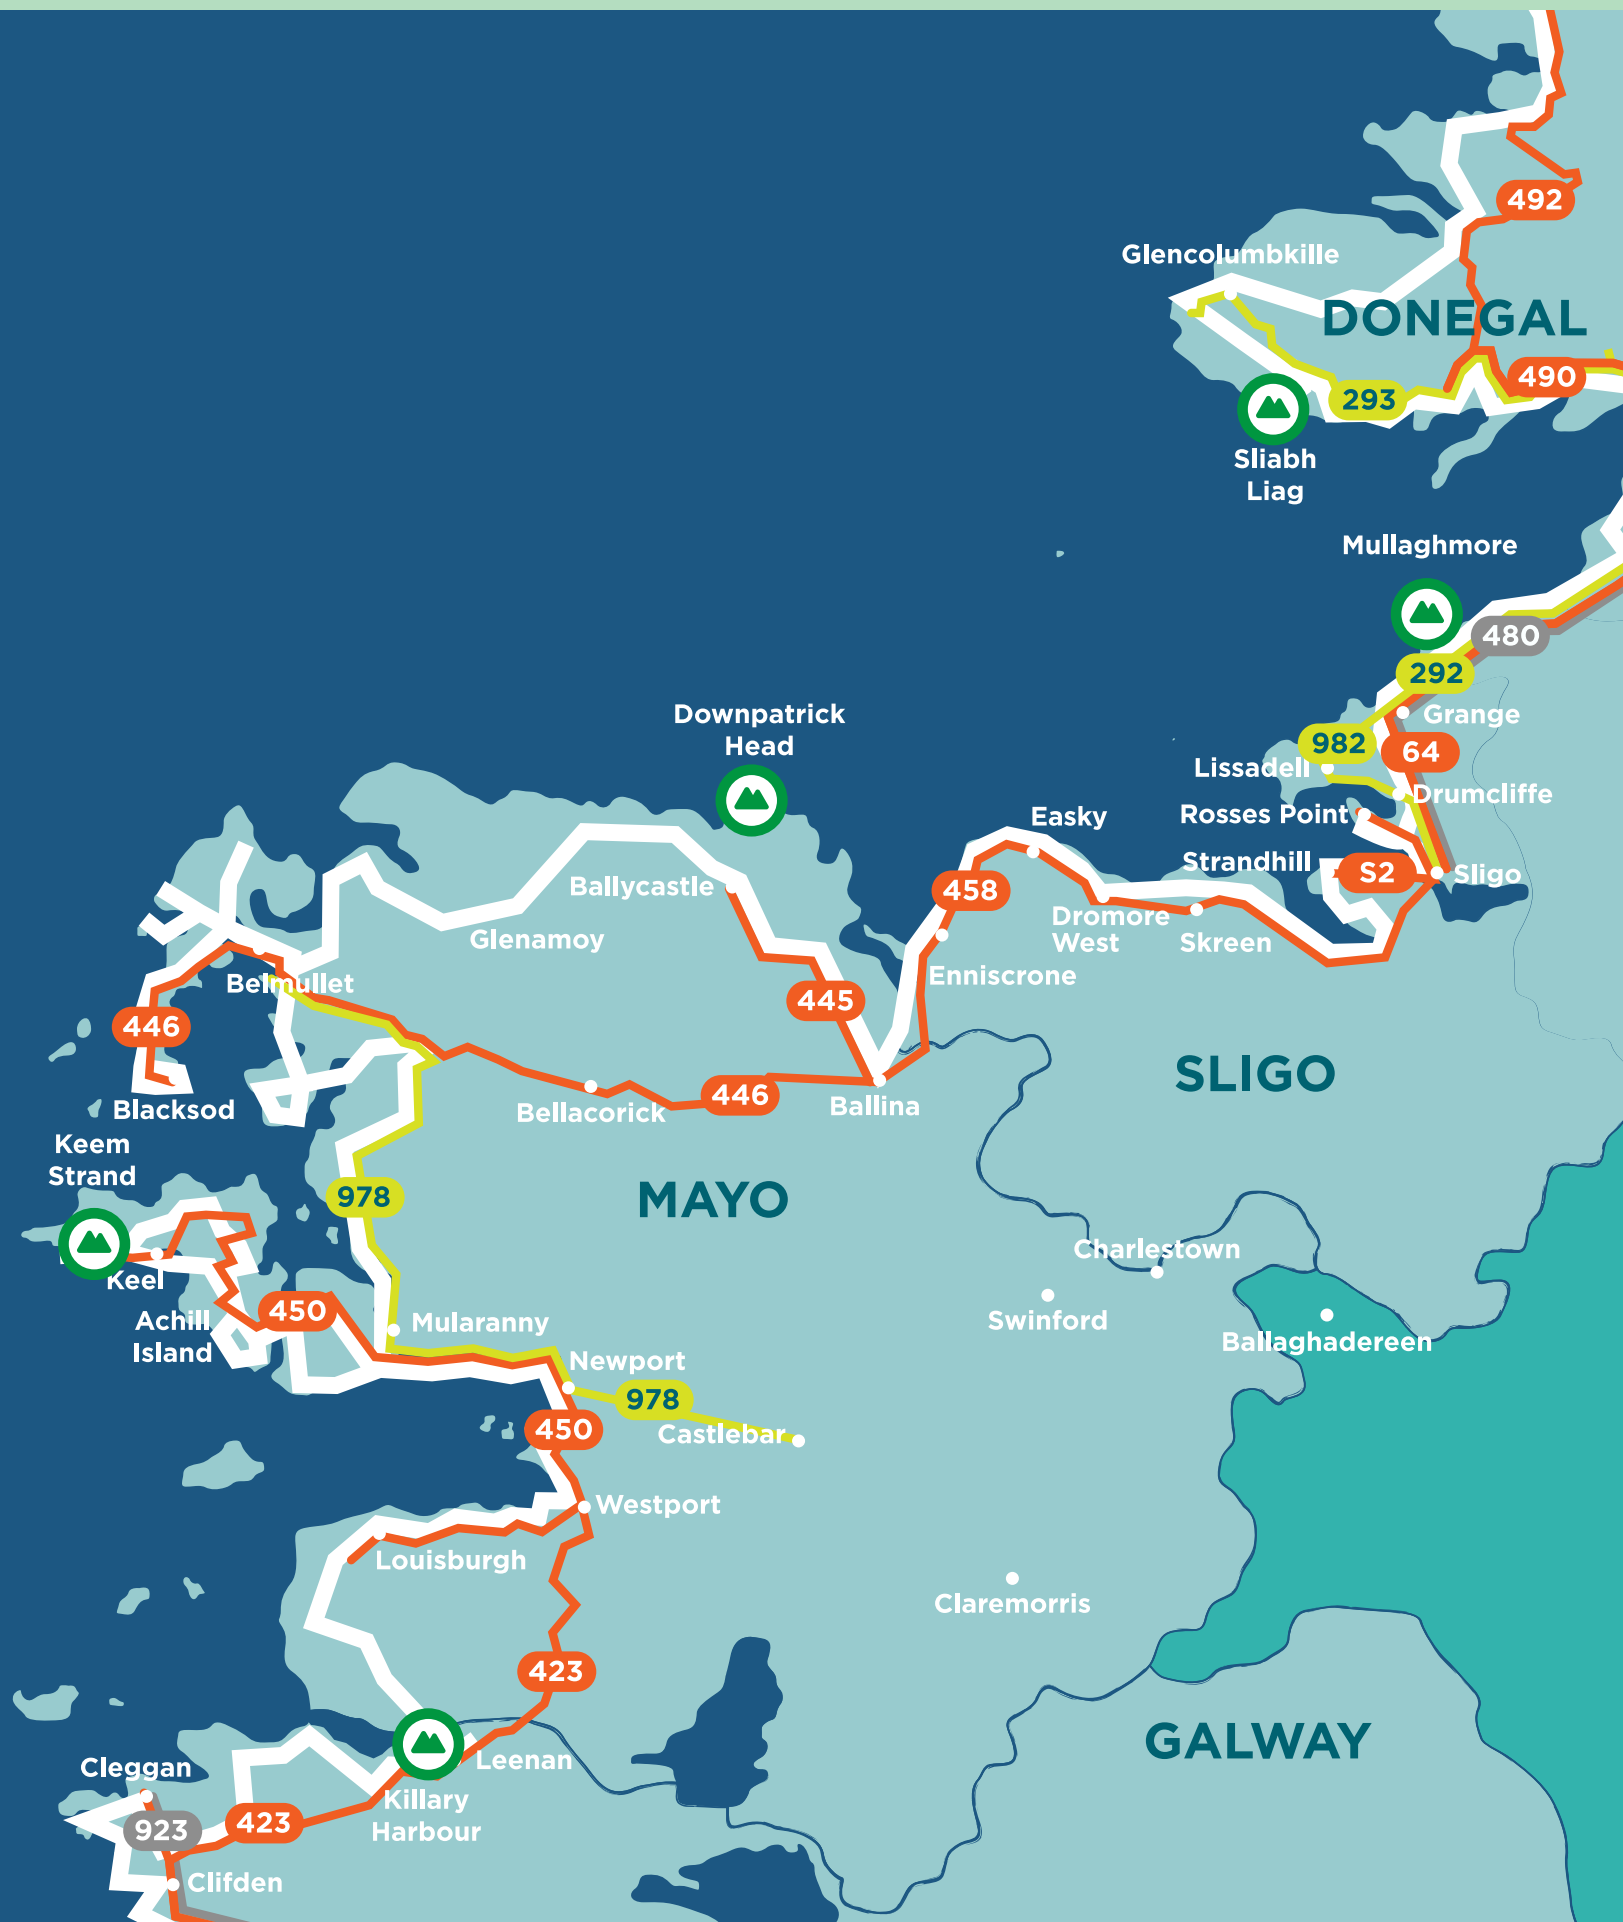 492
Glencolumbkille
DONEGAL
490
293
Sliabh
Liag
Mullaghmore
480
292
Downpatrick
Head
Grange
982
64
Lissadell
Drumcliffe
Rosses Point
Easky
Strandhill
S2
Sligo
Ballycastle
458
Dromore
West
Skreen
Glenamoy
Enniscrone
Belmullet
445
446
SLIGO
446
Ballina
Blacksod
Bellacorick
Keem
Strand
978
MAYO
Charlestown
Keel
450
Achill
Island
Mularanny
Swinford
Ballaghadereen
Newport
978
450
Castlebar
Westport
Louisburgh
Claremorris
423
GALWAY
Leenan
Cleggan
Killary
Harbour
923
423
Clifden